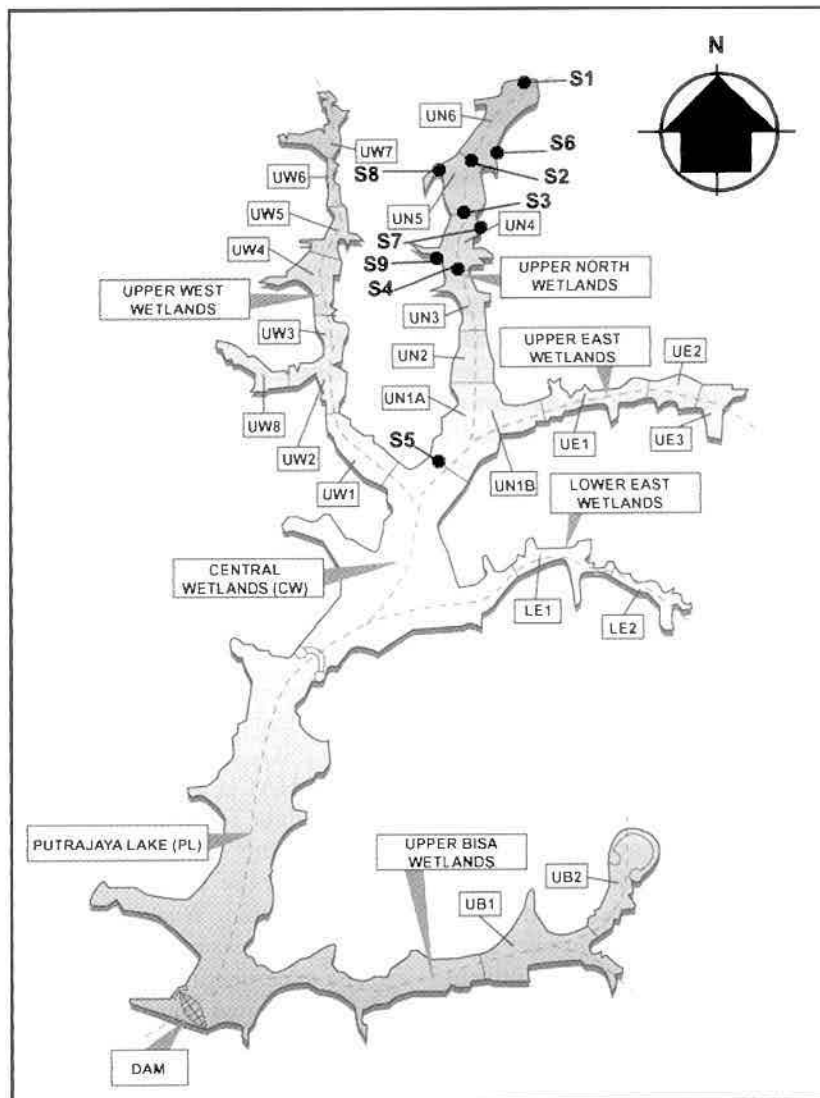 N
S1
UN6
S6
UW7
S2
UW6
S8
S3
UN5
UW5
UN4
S7
UW4
S9
S4
UPPER NORTH
WETLANDS
UPPER WEST
WETLANDS
UN3
UW3
UPPER EAST
WETLANDS
UE2
UN2
UN1A
UW8
UE1
UE3
S5
UW2
UN1B
UW1
LOWER EAST
WETLANDS
CENTRAL
WETLANDS (CW)
LE1
LE2
PUTRAJAYA LAKE (PL)
UPPER BISA
WETLANDS
UB2
UB1
DAM